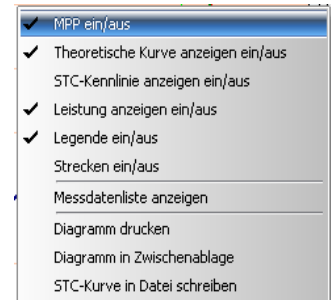 MPP ein/aus
Theoretische Kurve anzeigen ein/aus
STC-Kennlinie anzeigen ein/aus
Leistung anzeigen ein/aus
Legende ein/aus
Strecken ein/aus
Messdatenliste anzeigen
Diagramm drucken
Diagramm in Zwischenablage
STC-Kurve in Datei schreiben